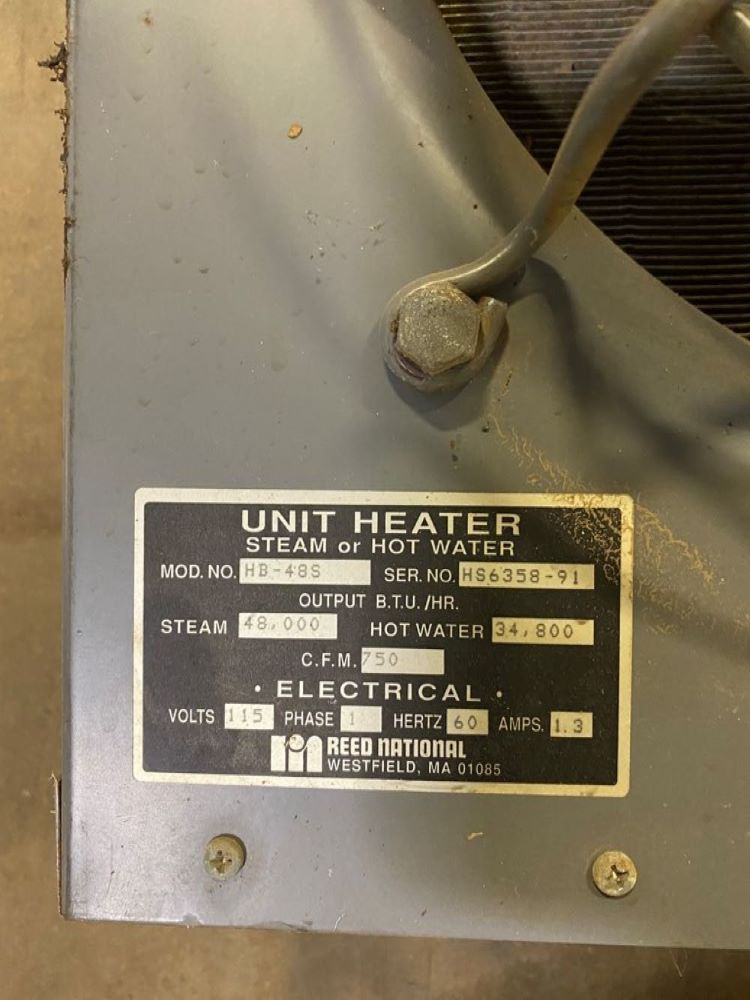 UNIT HEATER
STEAM or HOT WATER
MOD. NO. HB-48S SER. NO. HS6358-91
OUTPUT B.T.U./HR.
STEAM 48,000 HOT WATER 34,800
C.F.M. 750
• ELECTRICAL •
VOLTS 115 PHASE 1 HERTZ 60 AMPS. 1.3
REED NATIONAL
WESTFIELD, MA 01085